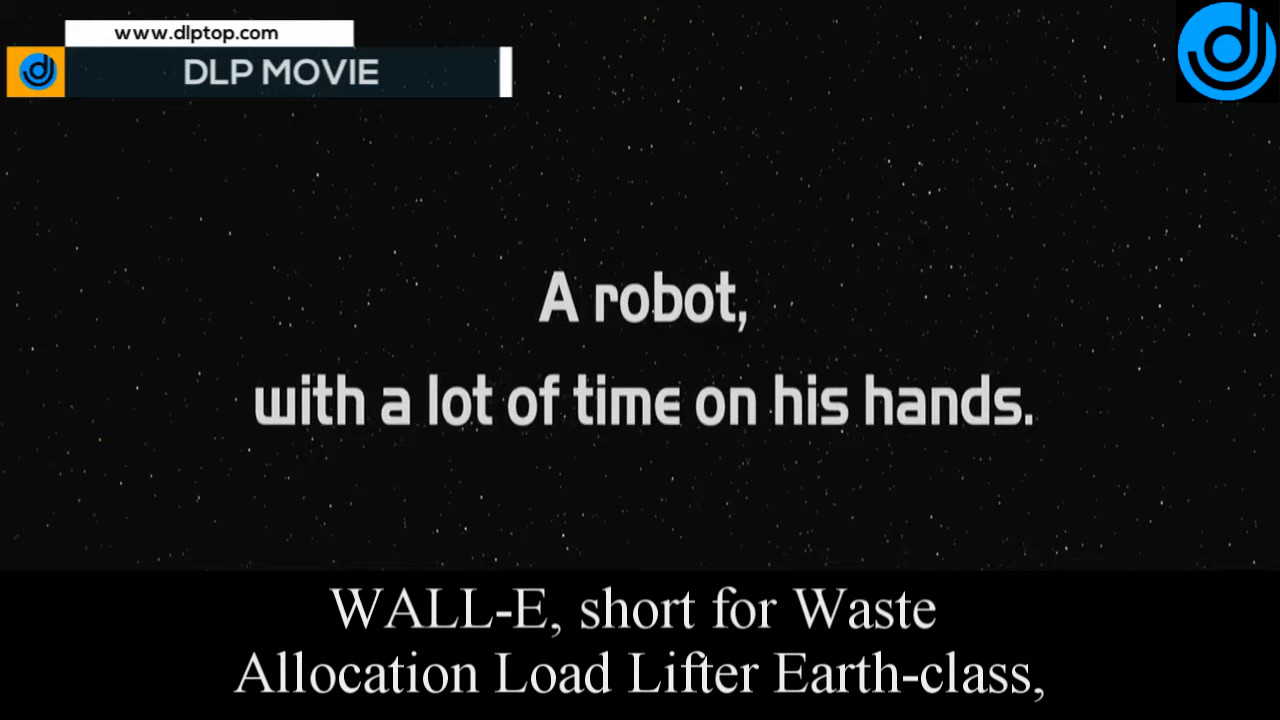 www.dlptop.com
DLP MOVIE
A robot,
with a lot of time on his hands.
WALL-E, short for Waste
Allocation Load Lifter Earth-class,